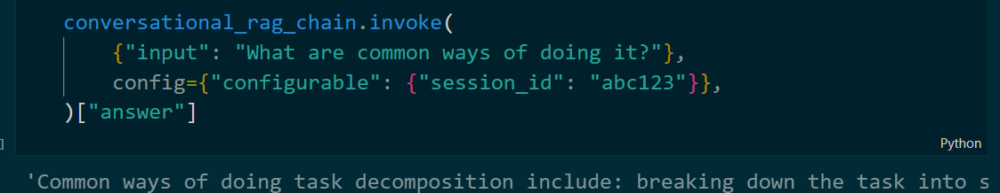 conversational_rag_chain.invoke(
    {"input": "What are common ways of doing it?"},
    config={"configurable": {"session_id": "abc123"}},
)["answer"]
]
Python
'Common ways of doing task decomposition include: breaking down the task into s